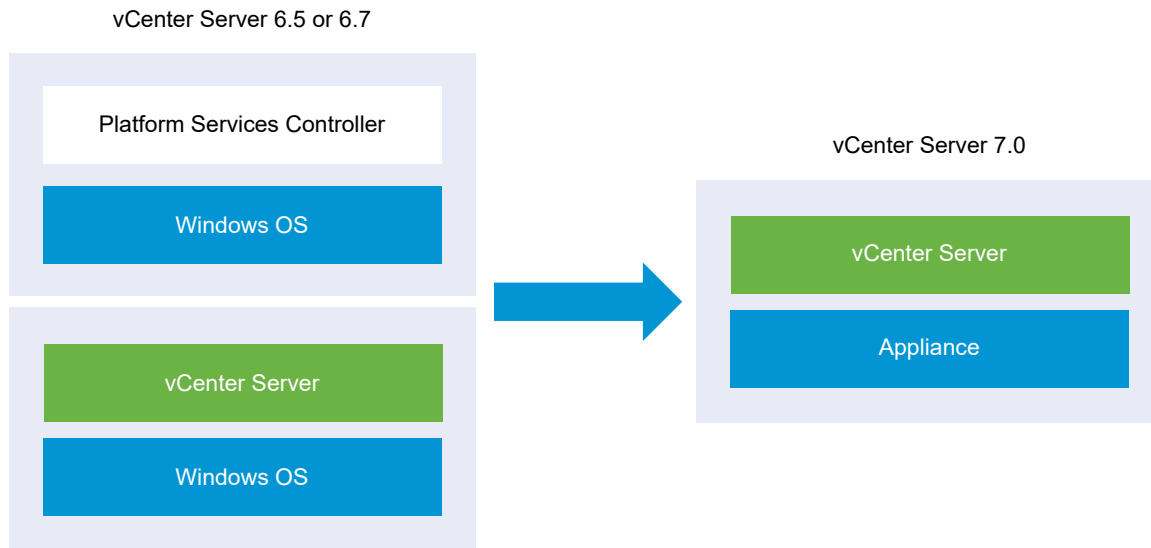 vCenter Server 6.5 or 6.7
Platform Services Controller
Windows OS
vCenter Server
Windows OS
vCenter Server 7.0
vCenter Server
Appliance